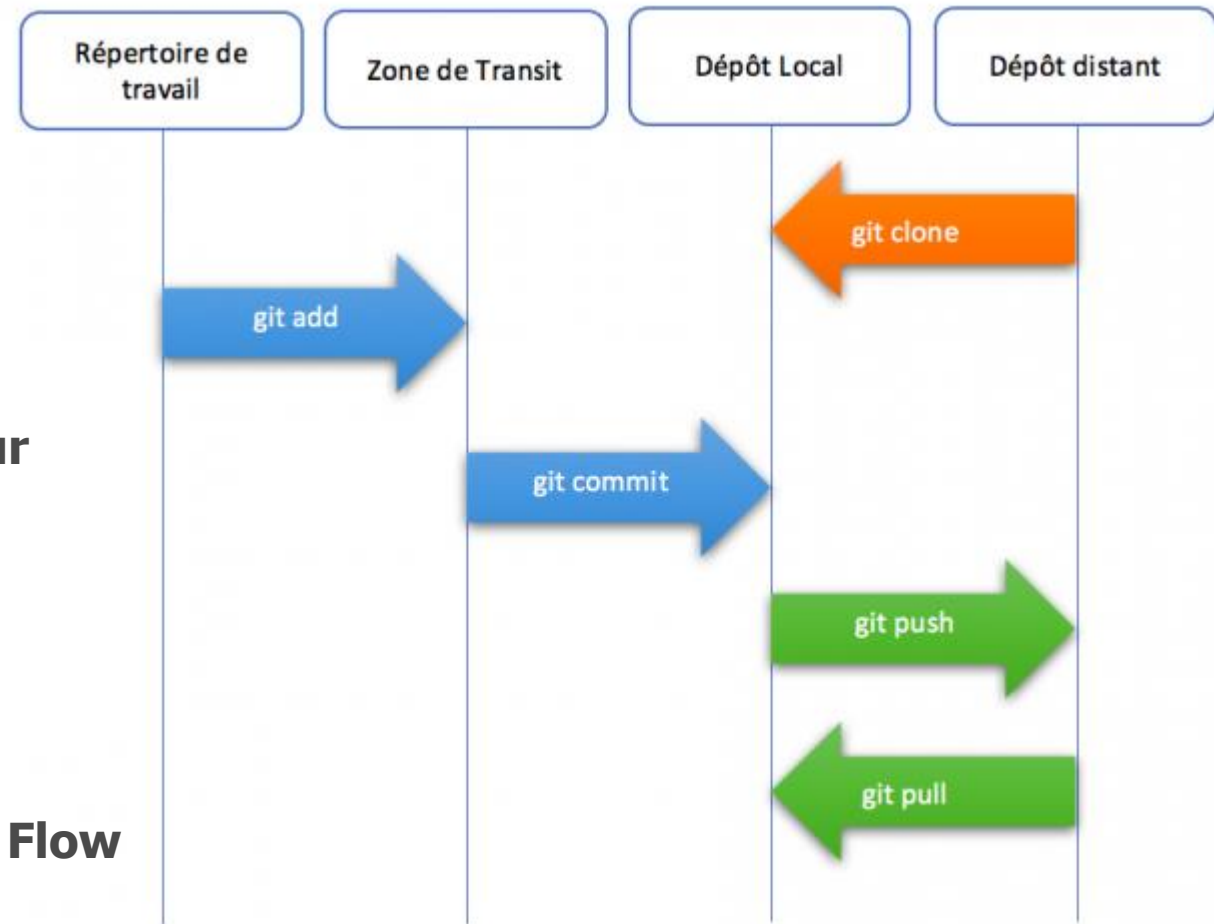 Répertoire de
travail
Zone de Transit
Dépôt Local
Dépôt distant
git clone
git add
ur
git commit
git push
git pull
Flow